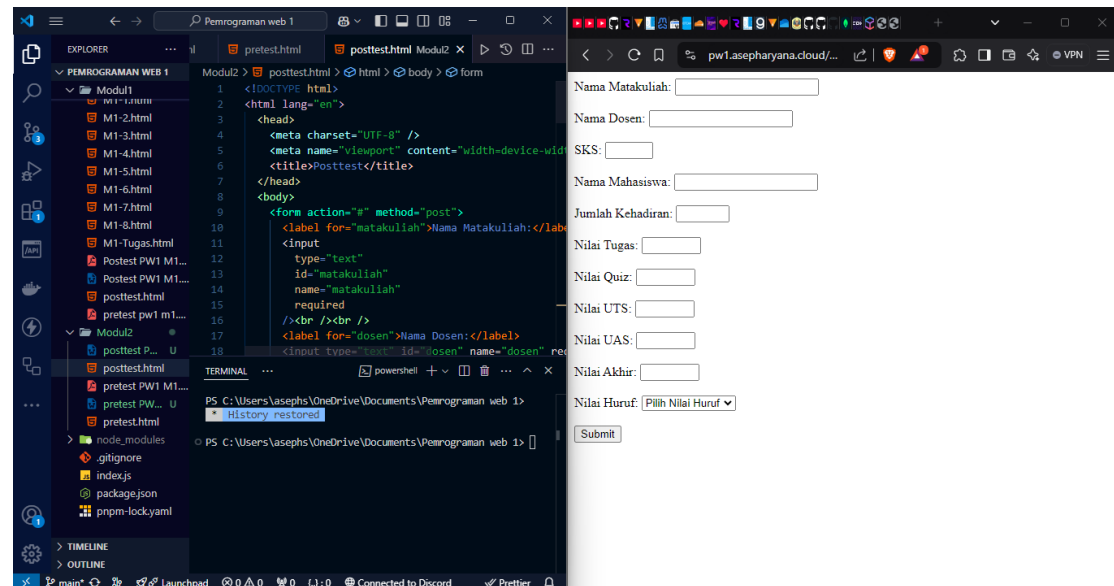 Pemrograman web 1
EXPLORER
PEMROGRAMAN WEB 1
Modul1
M1-1.html
M1-2.html
M1-3.html
M1-4.html
M1-5.html
M1-6.html
M1-7.html
M1-8.html
M1-Tugas.html
Postest PW1 M1...
Postest PW1 M1....
posttest.html
pretest pw1 m1....
Modul2
posttest P... U
posttest.html
pretest PW1 M1....
pretest PW... U
pretest.html
node_modules
.gitignore
index.js
package.json
pnpm-lock.yaml
TIMELINE
OUTLINE
pretest.html
posttest.html Modul2
Modul2 > posttest.html > html > body > form
1 <!DOCTYPE html>
2 <html lang="en">
3 <head>
4 <meta charset="UTF-8" />
5 <meta name="viewport" content="width=device-widt
6 <title>Posttest</title>
7 </head>
8 <body>
9 <form action="#" method="post">
10 <label for="matakuliah">Nama Matakuliah:</labe
11 <input
12 type="text"
13 id="matakuliah"
14 name="matakuliah"
15 required
16 /><br /><br />
17 <label for="dosen">Nama Dosen:</label>
18 <input type="text" id="dosen" name="dosen" rec
TERMINAL
powershell
PS C:\Users\asephs\OneDrive\Documents\Pemrograman web 1>
* History restored
PS C:\Users\asephs\OneDrive\Documents\Pemrograman web 1>
main* Launchpad 0 0 0 {..}: 0 Connected to Discord Prettier
pw1.asepharyana.cloud/... VPN
Nama Matakuliah:
Nama Dosen:
SKS:
Nama Mahasiswa:
Jumlah Kehadiran:
Nilai Tugas:
Nilai Quiz:
Nilai UTS:
Nilai UAS:
Nilai Akhir:
Nilai Huruf: Pilih Nilai Huruf
Submit